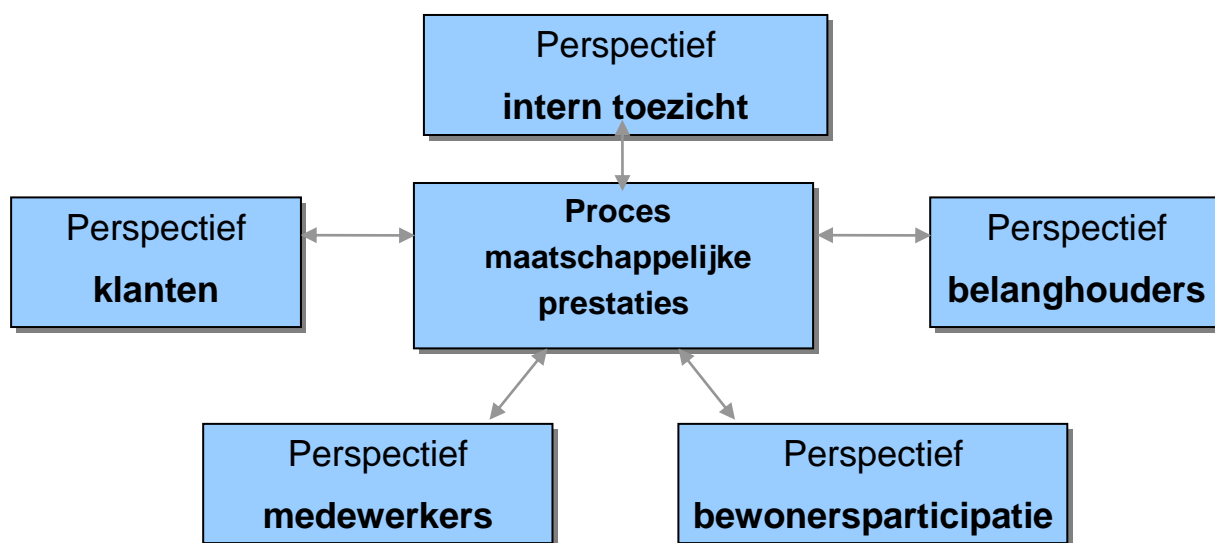 Perspectief
intern toezicht
Perspectief
klanten
Proces
maatschappelijke
prestaties
Perspectief
belanghouders
Perspectief
medewerkers
Perspectief
bewonersparticipatie